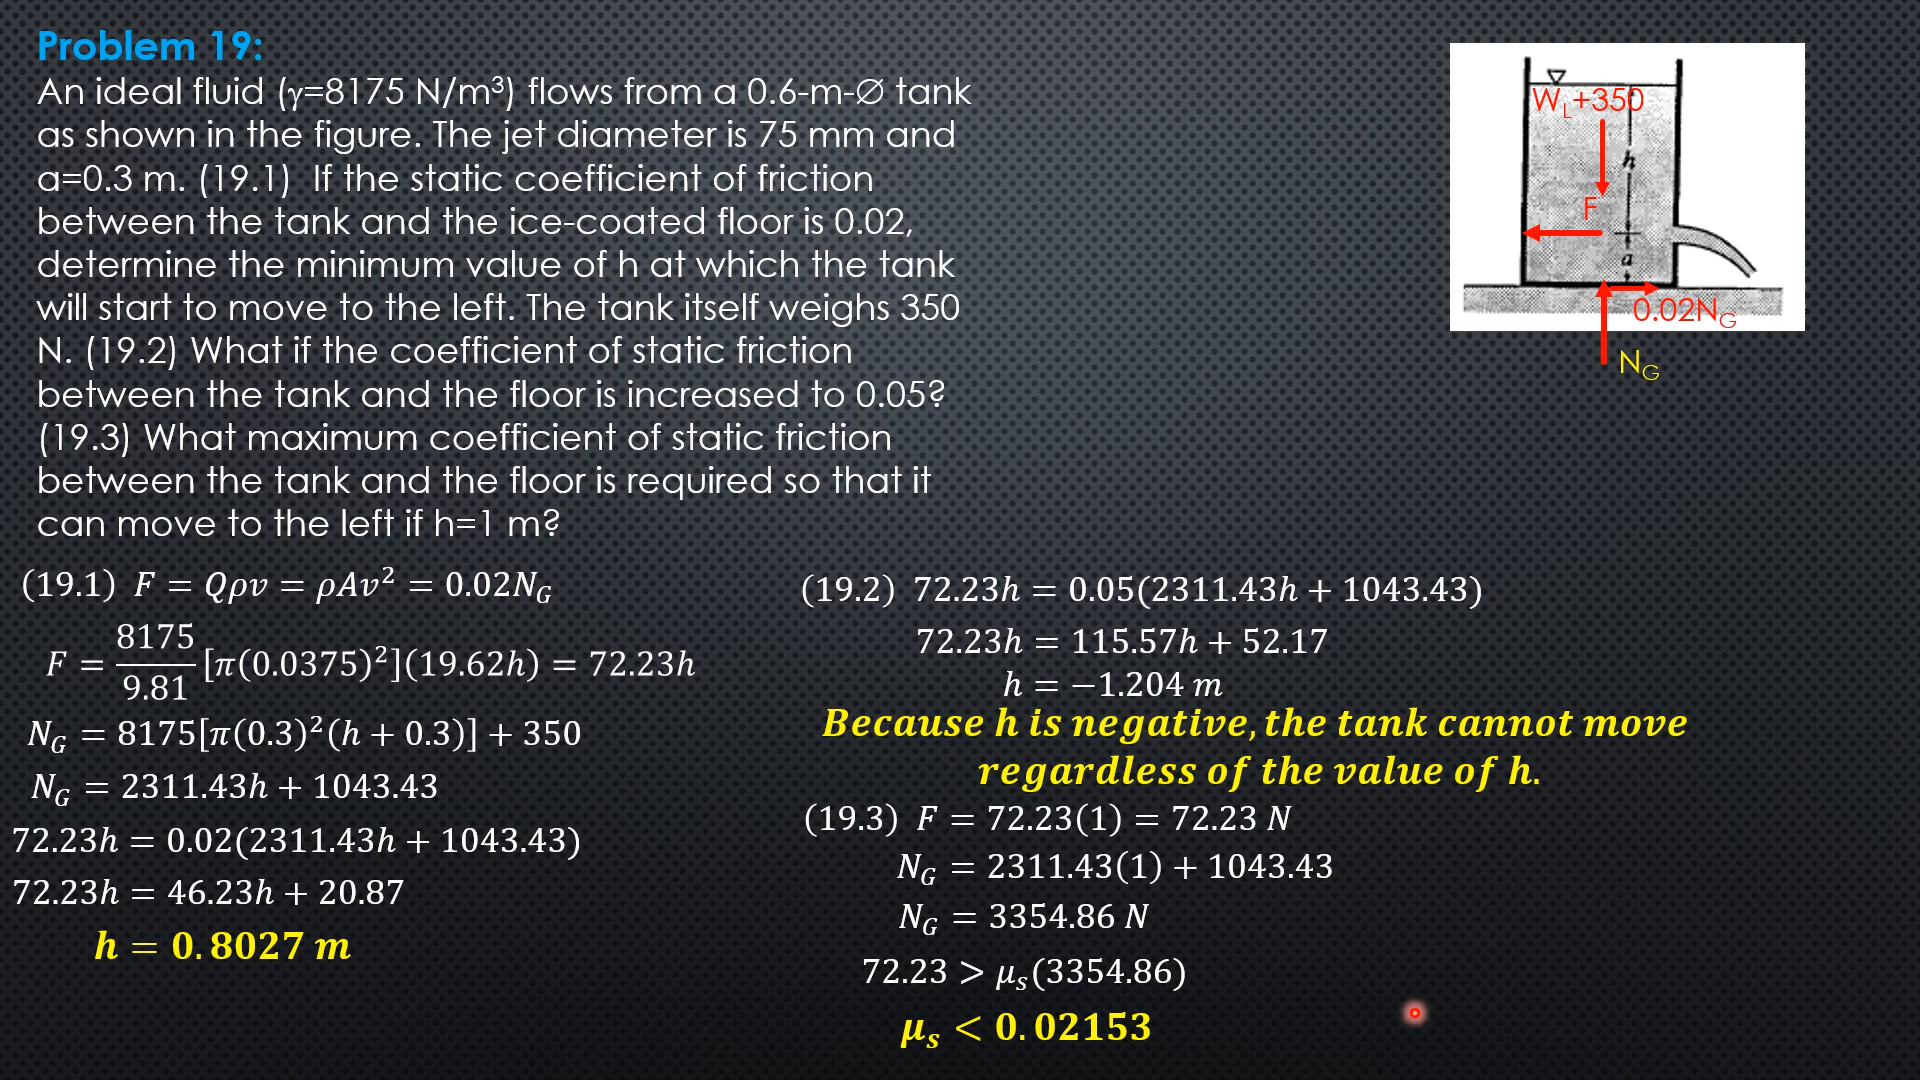 Problem 19:
An ideal fluid (γ=8175 N/m³) flows from a 0.6-m-∅ tank
as shown in the figure. The jet diameter is 75 mm and
a=0.3 m. (19.1)  If the static coefficient of friction
between the tank and the ice-coated floor is 0.02,
determine the minimum value of h at which the tank
will start to move to the left. The tank itself weighs 350
N. (19.2) What if the coefficient of static friction
between the tank and the floor is increased to 0.05?
(19.3) What maximum coefficient of static friction
between the tank and the floor is required so that it
can move to the left if h=1 m?
W_L+350
h
F
a
0.02N_G
N_G
(19.1) F = Qρv = ρAv² = 0.02N_G
F = 8175/9.81 [π(0.0375)²](19.62h) = 72.23h
N_G = 8175[π(0.3)²(h + 0.3)] + 350
N_G = 2311.43h + 1043.43
72.23h = 0.02(2311.43h + 1043.43)
72.23h = 46.23h + 20.87
h = 0.8027 m
(19.2) 72.23h = 0.05(2311.43h + 1043.43)
72.23h = 115.57h + 52.17
h = −1.204 m
Because h is negative, the tank cannot move
regardless of the value of h.
(19.3) F = 72.23(1) = 72.23 N
N_G = 2311.43(1) + 1043.43
N_G = 3354.86 N
72.23 > μ_s(3354.86)
μ_s < 0.02153